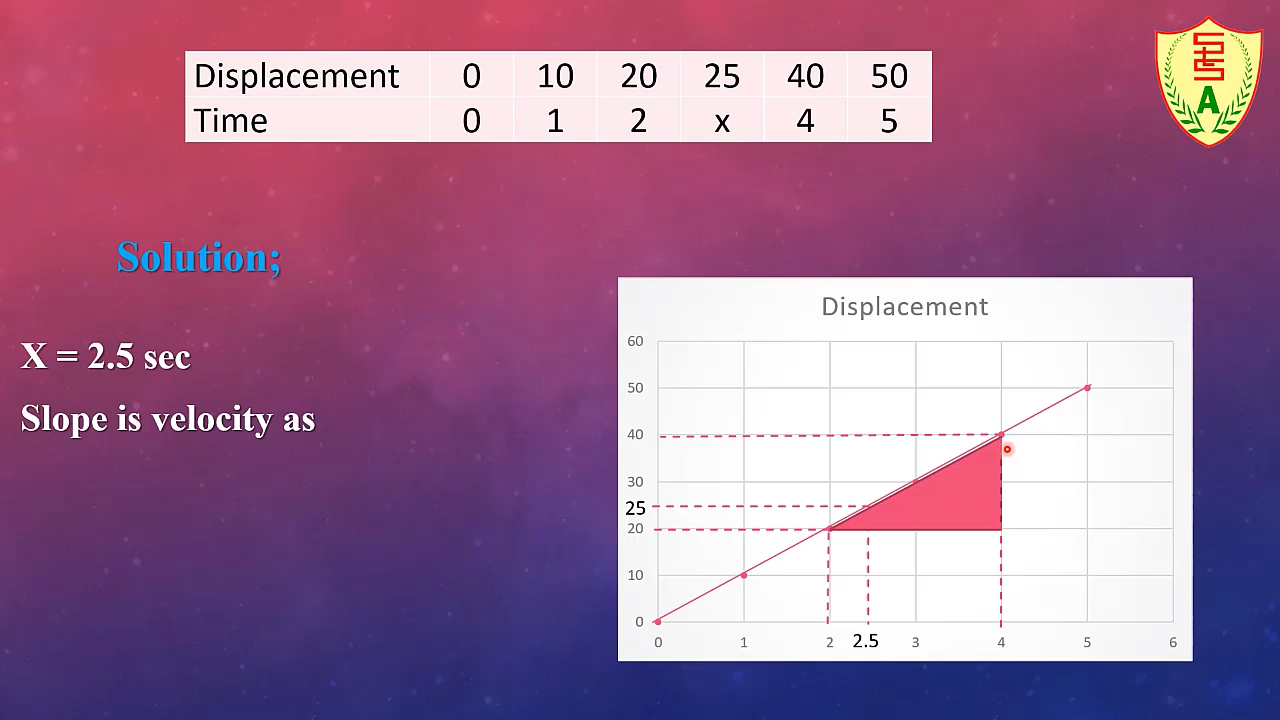 Displacement 0 10 20 25 40 50
Time 0 1 2 x 4 5
A
Solution;
X = 2.5 sec
Slope is velocity as
Displacement
60
50
40
30
25
20
10
0
0 1 2 2.5 3 4 5 6